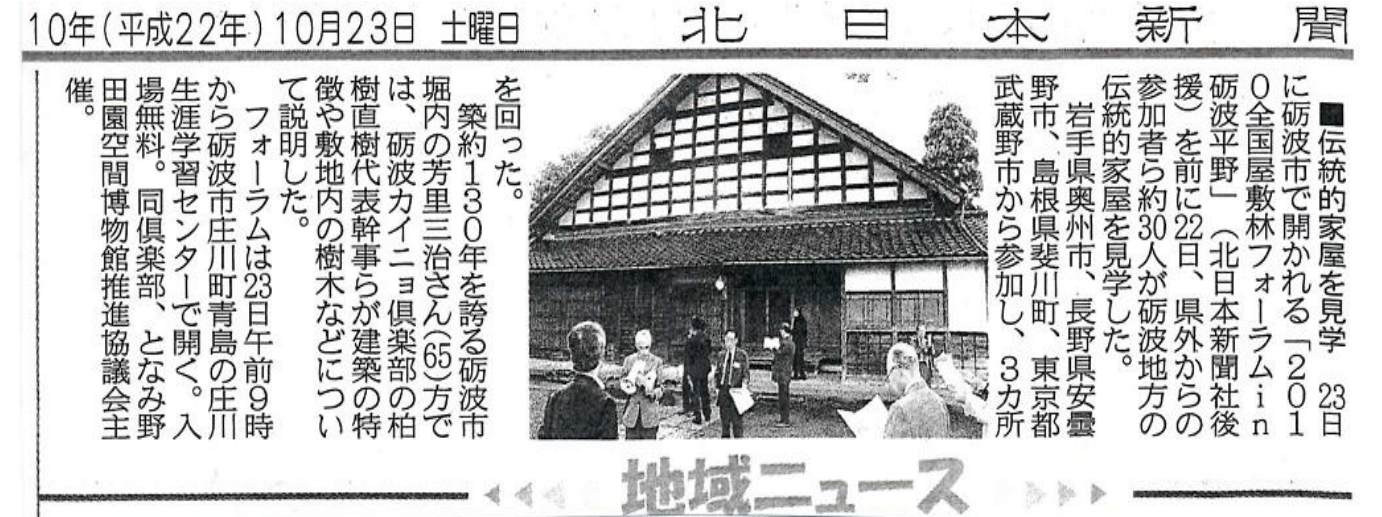 10年(平成22年)10月23日 土曜日
北日本新聞
■伝統的家屋を見学 23日
に砺波市で開かれる「201
0全国屋敷林フォーラムin
砺波平野」(北日本新聞社後
援)を前に22日、県外からの
参加者ら約30人が砺波地方の
伝統的家屋を見学した。
岩手県奥州市、長野県安曇
野市、島根県斐川町、東京都
武蔵野市から参加し、3カ所
を回った。
築約130年を誇る砺波市
堀内の芳里三治さん(65)方で
は、砺波カイニョ倶楽部の柏
樹直樹代表幹事らが建築の特
徴や敷地内の樹木などについ
て説明した。
フォーラムは23日午前9時
から砺波市庄川町青島の庄川
生涯学習センターで開く。入
場無料。同倶楽部、となみ野
田園空間博物館推進協議会主
催。
地域ニュース